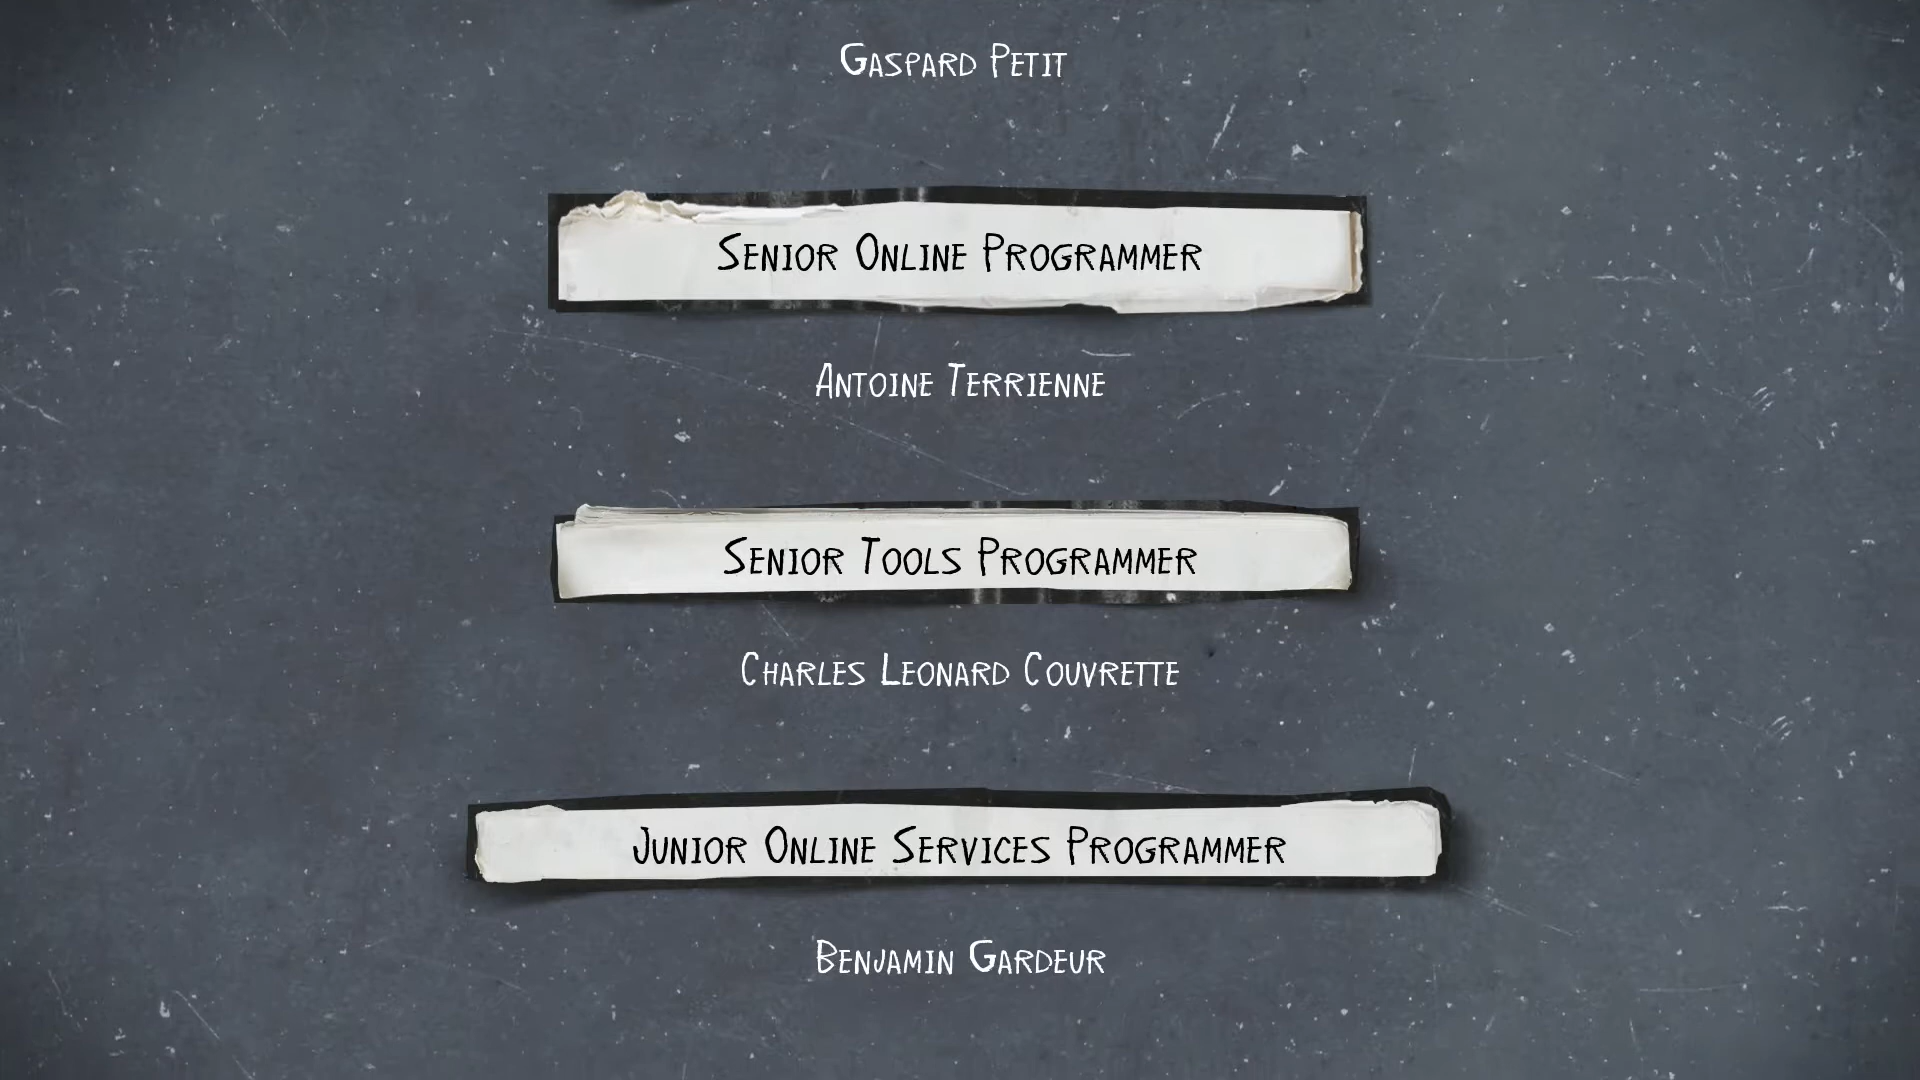 Gaspard Petit
Senior Online Programmer
Antoine Terrienne
Senior Tools Programmer
Charles Leonard Couvrette
Junior Online Services Programmer
Benjamin Gardeur